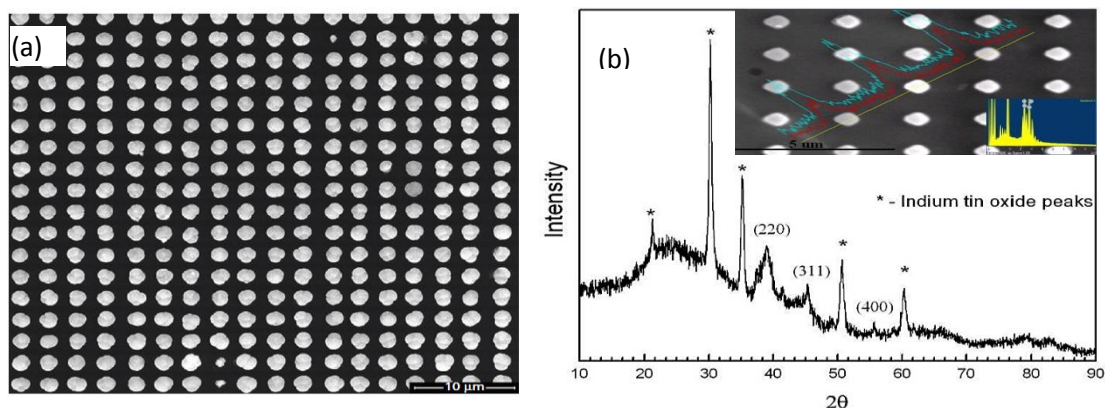 (a)
10 µm
(b)
5 um
* - Indium tin oxide peaks
*
*
*
(220)
(311)
*
(400)
*
Intensity
10 20 30 40 50 60 70 80 90
2θ